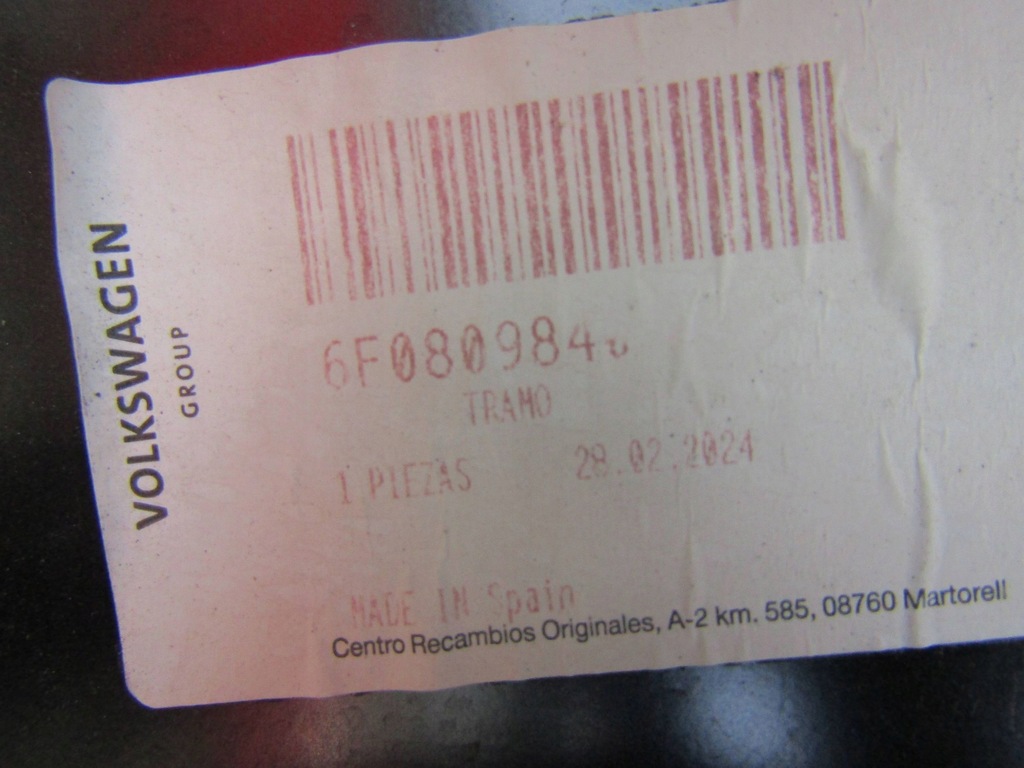 VOLKSWAGEN
GROUP
6F080984
TRAMO
1 PIEZAS 28.02.2024
MADE IN Spain
Centro Recambios Originales, A-2 km. 585, 08760 Martorell